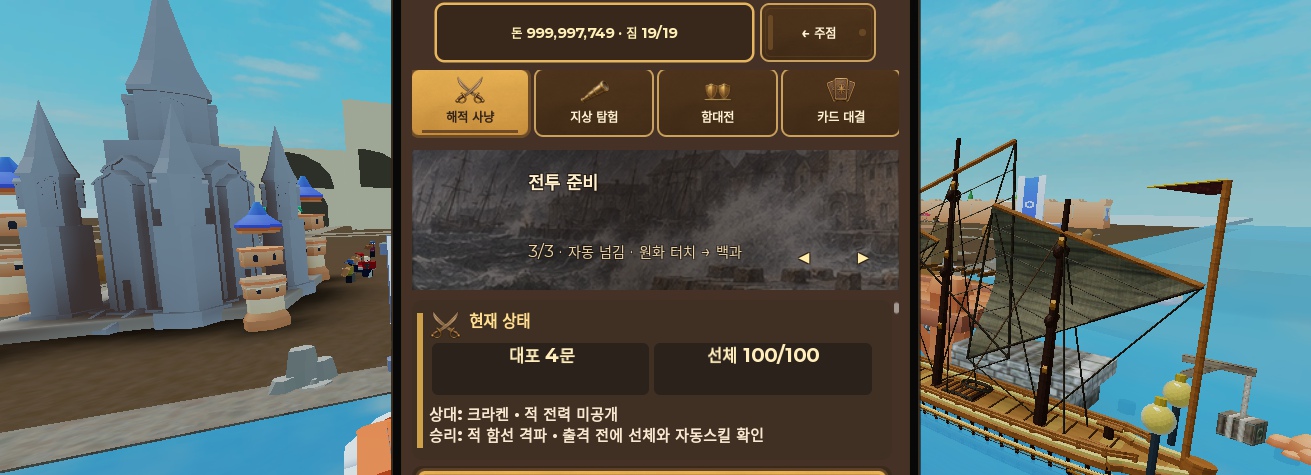 돈 999,997,749 · 짐 19/19
← 주점
해적 사냥
지상 탐험
함대전
카드 대결
전투 준비
3/3 · 자동 넘김 · 원화 터치 → 백과
◀ ▶
현재 상태
대포 4문
선체 100/100
상대: 크라켄 • 적 전력 미공개
승리: 적 함선 격파 • 출격 전에 선체와 자동스킬 확인